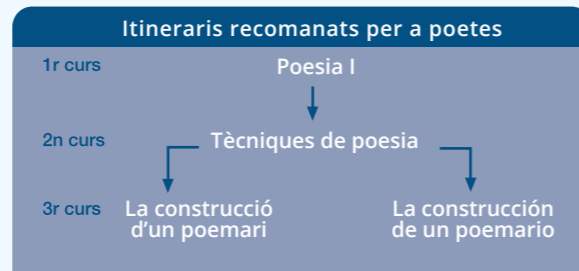 Itineraris recomanats per a poetes
1r curs
Poesia I
2n curs
Tècniques de poesia
3r curs
La construcció
d'un poemari
La construcción
de un poemario